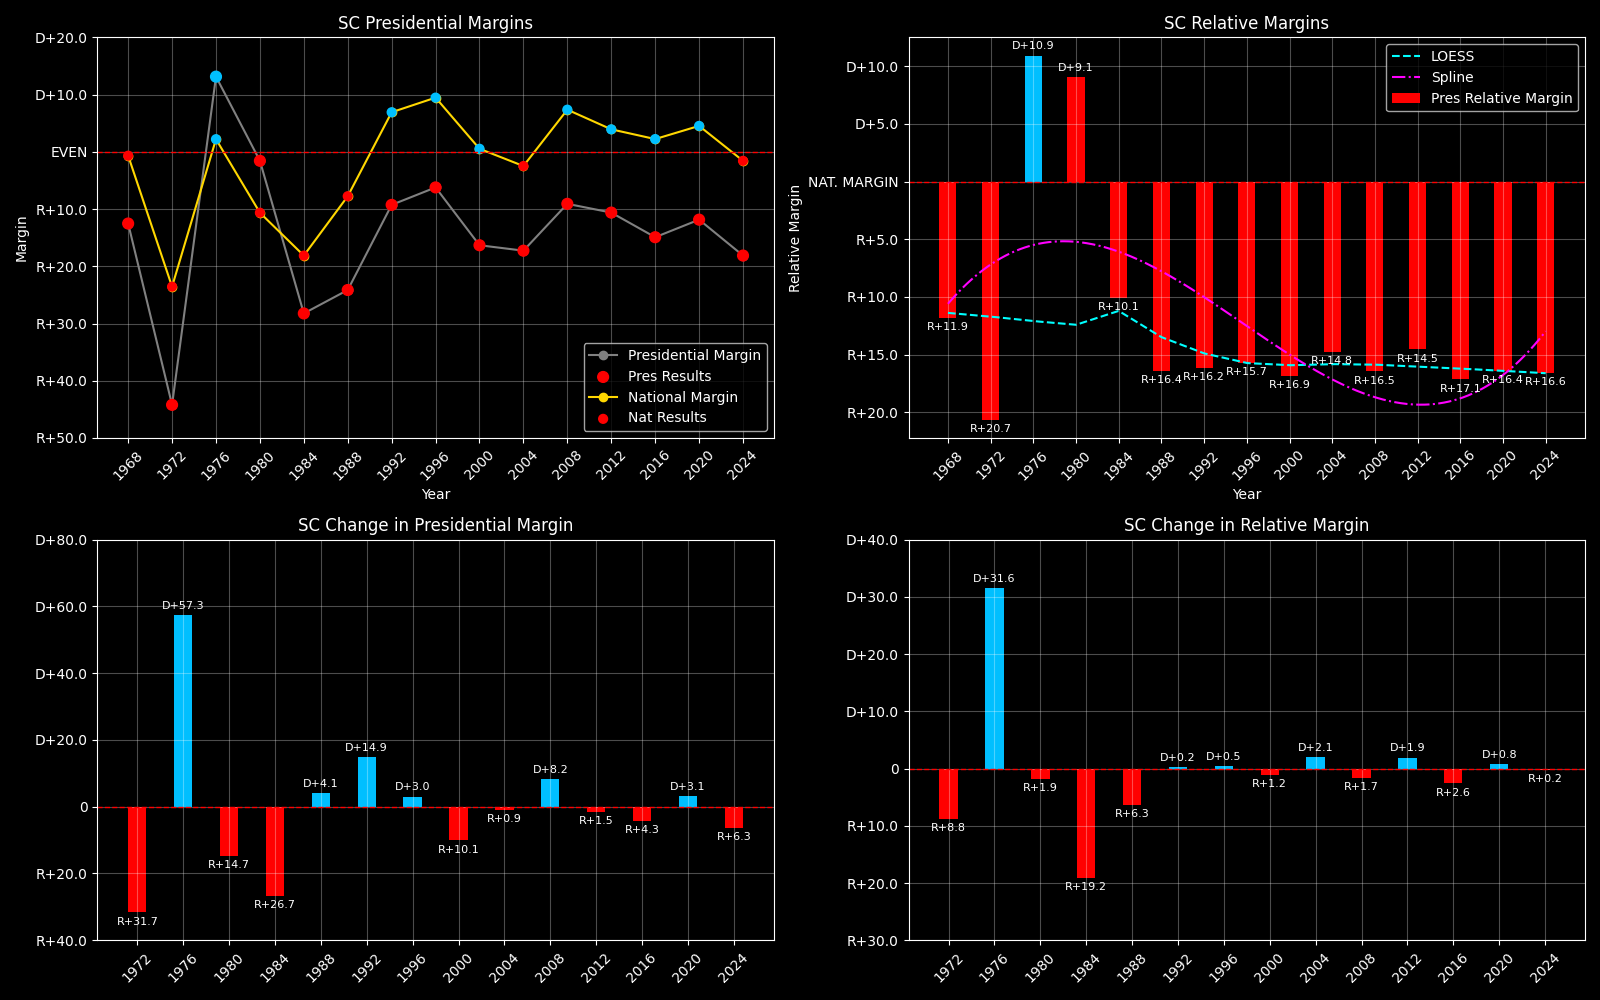 SC Presidential Margins
D+20.0
D+10.0
EVEN
R+10.0
R+20.0
R+30.0
R+40.0
R+50.0
Margin
1968
1972
1976
1980
1984
1988
1992
1996
2000
2004
2008
2012
2016
2020
2024
Year
Presidential Margin
Pres Results
National Margin
Nat Results
SC Relative Margins
D+10.0
D+5.0
NAT. MARGIN
R+5.0
R+10.0
R+15.0
R+20.0
Relative Margin
LOESS
Spline
Pres Relative Margin
R+11.9
R+20.7
D+10.9
D+9.1
R+10.1
R+16.4
R+16.2
R+15.7
R+16.9
R+14.8
R+16.5
R+14.5
R+17.1
R+16.4
R+16.6
1968
1972
1976
1980
1984
1988
1992
1996
2000
2004
2008
2012
2016
2020
2024
Year
SC Change in Presidential Margin
D+80.0
D+60.0
D+40.0
D+20.0
0
R+20.0
R+40.0
R+31.7
D+57.3
R+14.7
R+26.7
D+4.1
D+14.9
D+3.0
R+10.1
R+0.9
D+8.2
R+1.5
R+4.3
D+3.1
R+6.3
1972
1976
1980
1984
1988
1992
1996
2000
2004
2008
2012
2016
2020
2024
SC Change in Relative Margin
D+40.0
D+30.0
D+20.0
D+10.0
0
R+10.0
R+20.0
R+30.0
R+8.8
D+31.6
R+1.9
R+19.2
R+6.3
D+0.2
D+0.5
R+1.2
D+2.1
R+1.7
D+1.9
R+2.6
D+0.8
R+0.2
1972
1976
1980
1984
1988
1992
1996
2000
2004
2008
2012
2016
2020
2024